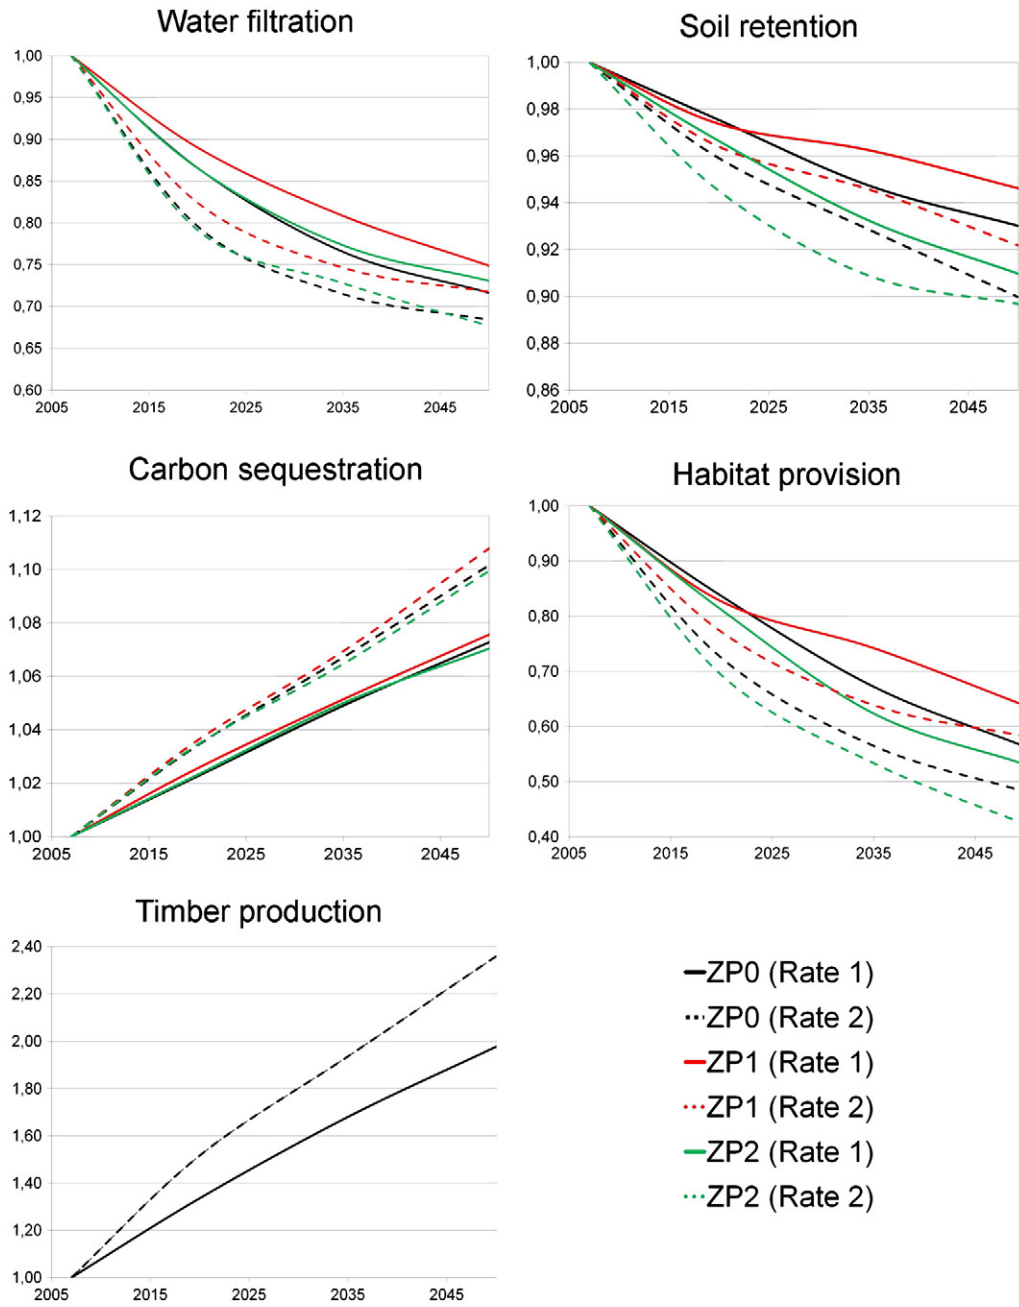 Water filtration
1,00
0,95
0,90
0,85
0,80
0,75
0,70
0,65
0,60
2005 2015 2025 2035 2045
Soil retention
1,00
0,98
0,96
0,94
0,92
0,90
0,88
0,86
2005 2015 2025 2035 2045
Carbon sequestration
1,12
1,10
1,08
1,06
1,04
1,02
1,00
2005 2015 2025 2035 2045
Habitat provision
1,00
0,90
0,80
0,70
0,60
0,50
0,40
2005 2015 2025 2035 2045
Timber production
2,40
2,20
2,00
1,80
1,60
1,40
1,20
1,00
2005 2015 2025 2035 2045
ZP0 (Rate 1)
ZP0 (Rate 2)
ZP1 (Rate 1)
ZP1 (Rate 2)
ZP2 (Rate 1)
ZP2 (Rate 2)